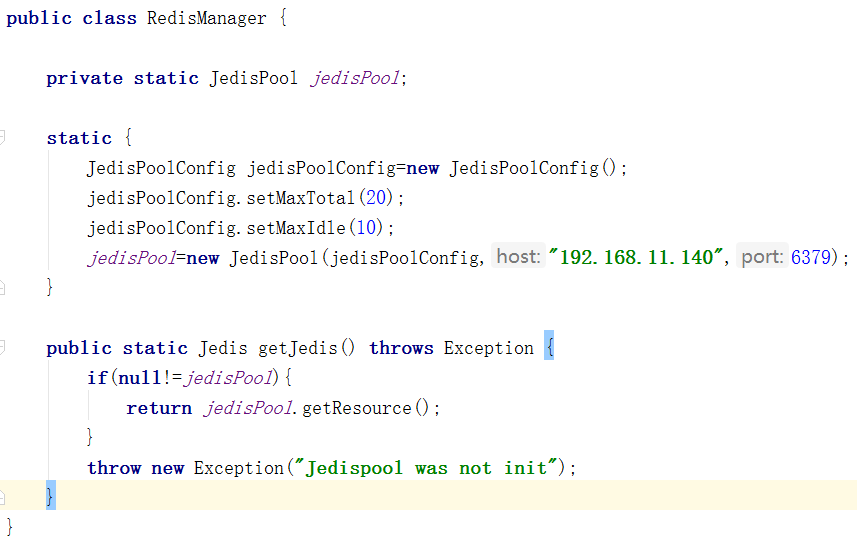 public class RedisManager {
private static JedisPool jedisPool;
static {
JedisPoolConfig jedisPoolConfig=new JedisPoolConfig();
jedisPoolConfig.setMaxTotal(20);
jedisPoolConfig.setMaxIdle(10);
jedisPool=new JedisPool(jedisPoolConfig, host: "192.168.11.140", port: 6379);
}
public static Jedis getJedis() throws Exception {
if(null!=jedisPool){
return jedisPool.getResource();
}
throw new Exception("Jedispool was not init");
}
}